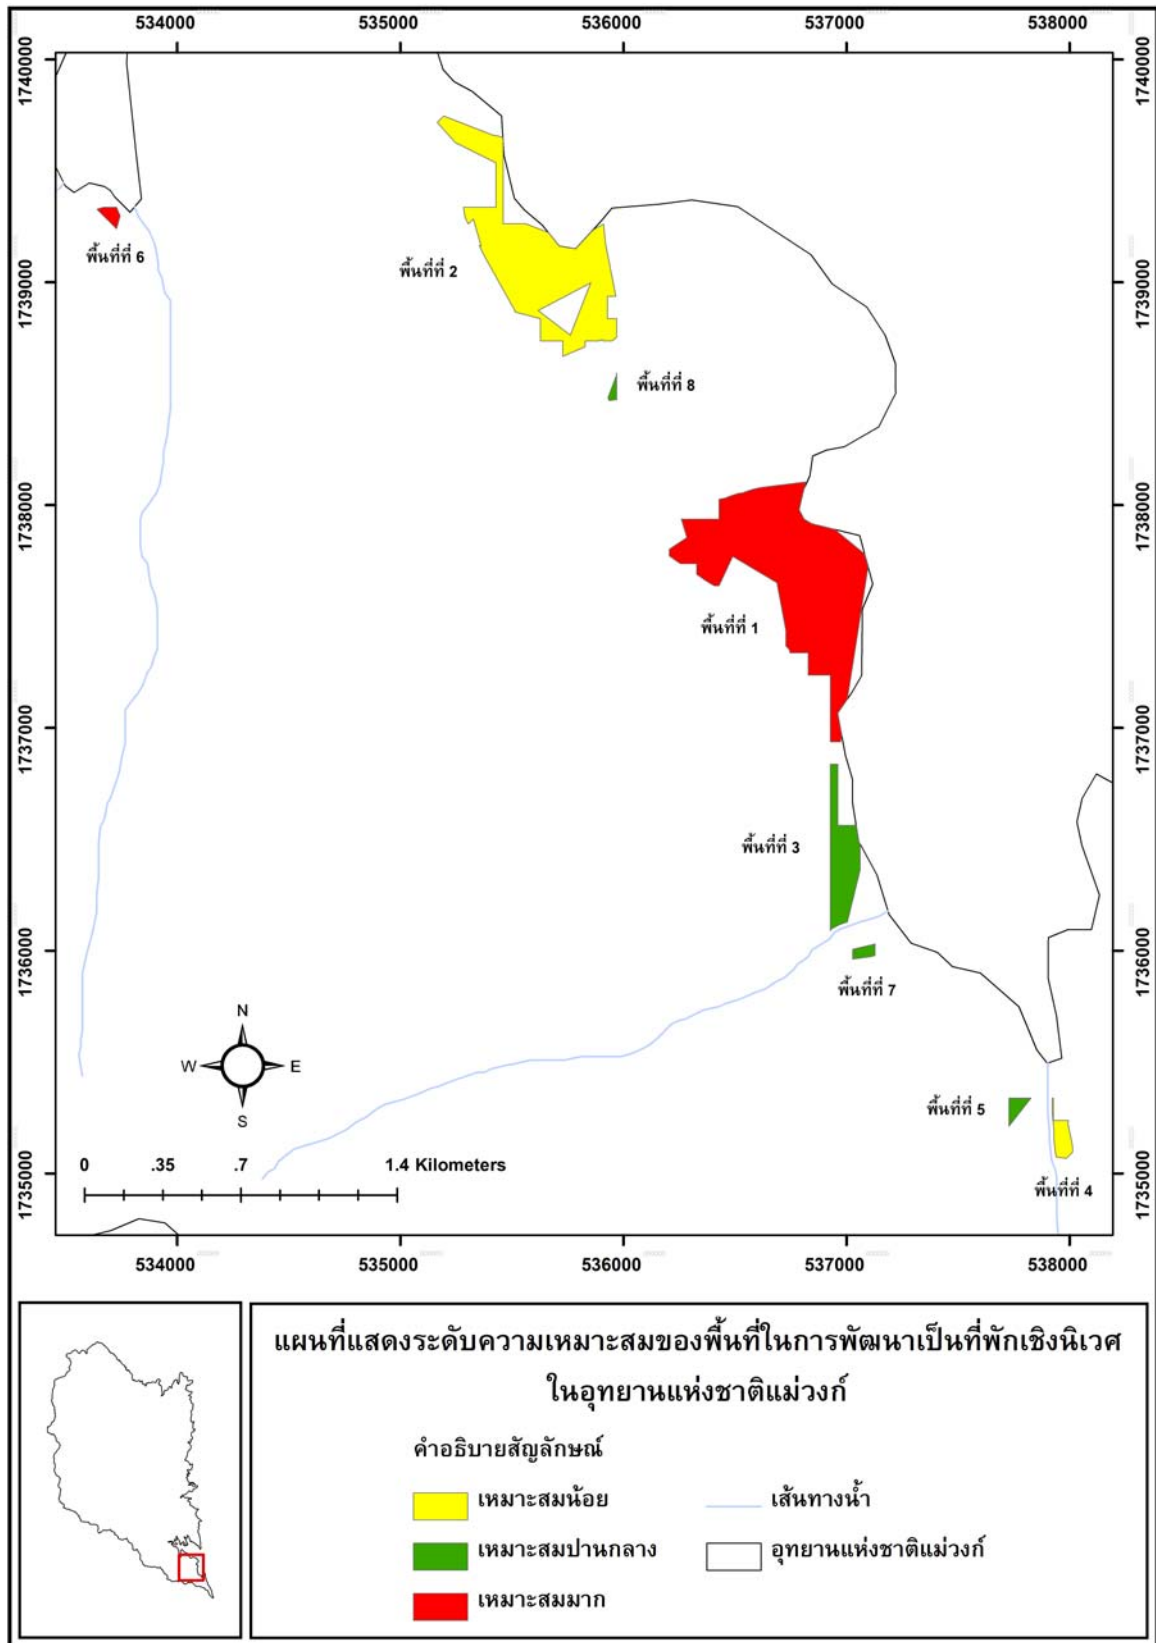 534000 535000 536000 537000 538000
1740000 1740000
1739000 1739000
1738000 1738000
1737000 1737000
1736000 1736000
1735000 1735000
พื้นที่ที่ 6
พื้นที่ที่ 2
พื้นที่ที่ 8
พื้นที่ที่ 1
พื้นที่ที่ 3
พื้นที่ที่ 7
พื้นที่ที่ 5
พื้นที่ที่ 4
N
W E
S
0 .35 .7 1.4 Kilometers
534000 535000 536000 537000 538000
แผนที่แสดงระดับความเหมาะสมของพื้นที่ในการพัฒนาเป็นที่พักเชิงนิเวศ
ในอุทยานแห่งชาติแม่วงก์
คำอธิบายสัญลักษณ์
เหมาะสมน้อย เส้นทางน้ำ
เหมาะสมปานกลาง อุทยานแห่งชาติแม่วงก์
เหมาะสมมาก